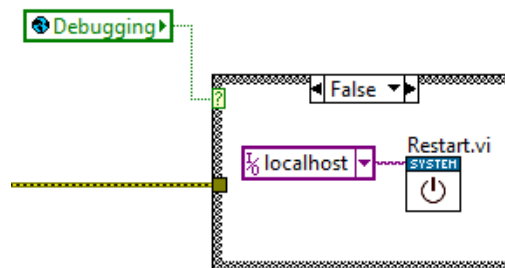 Debugging
?
False
Restart.vi
I/O localhost
SYSTEM